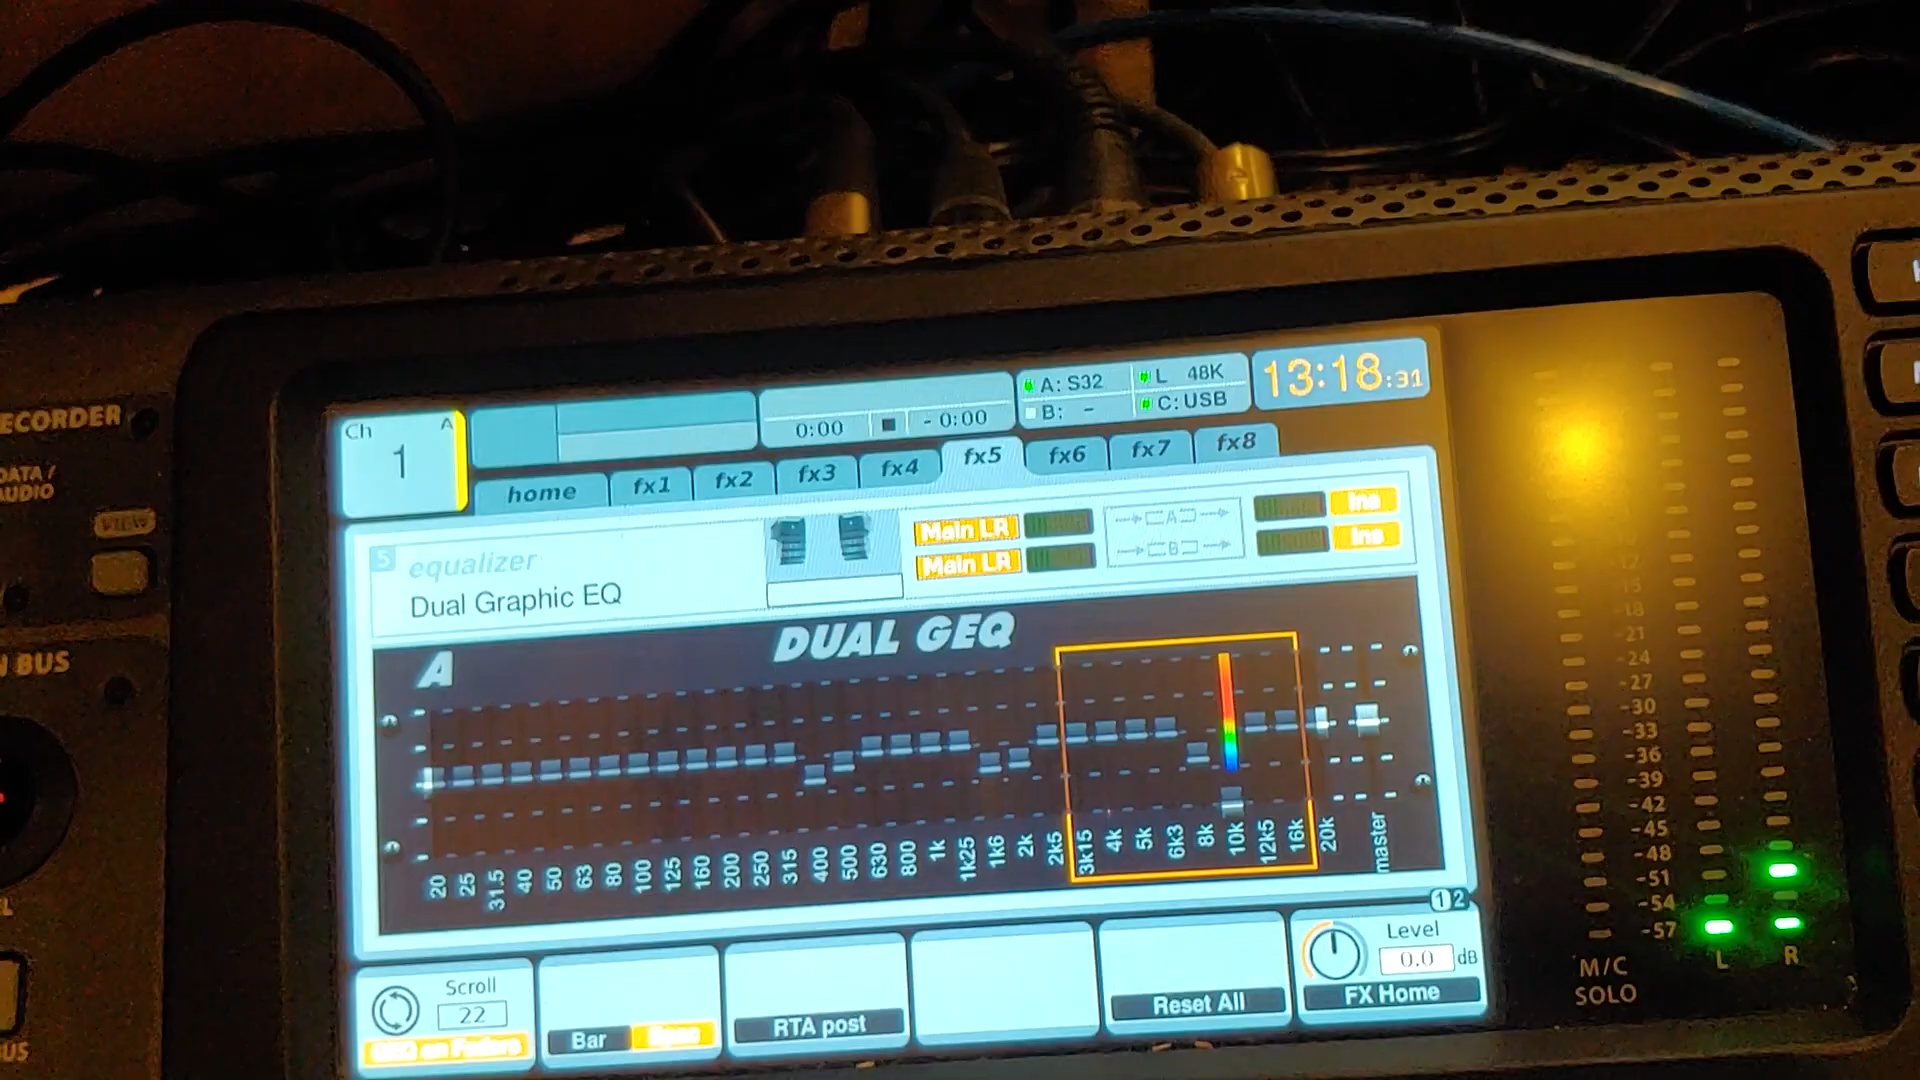 ECORDER
DATA /
AUDIO
VIEW
N BUS
Ch
A
1
0:00
- 0:00
A: S32
L 48K
B: -
C: USB
13:18:31
home
fx1
fx2
fx3
fx4
fx5
fx6
fx7
fx8
5
equalizer
Dual Graphic EQ
Main LR
Main LR
A
B
Ins
Ins
DUAL GEQ
A
20
25
31.5
40
50
63
80
100
125
160
200
250
315
400
500
630
800
1k
1k25
1k6
2k
2k5
3k15
4k
5k
6k3
8k
10k
12k5
16k
20k
master
1 2
Scroll
22
Bar
RTA post
Reset All
Level
0.0 dB
FX Home
-12
-15
-18
-21
-24
-27
-30
-33
-36
-39
-42
-45
-48
-51
-54
-57
M/C
SOLO
L
R